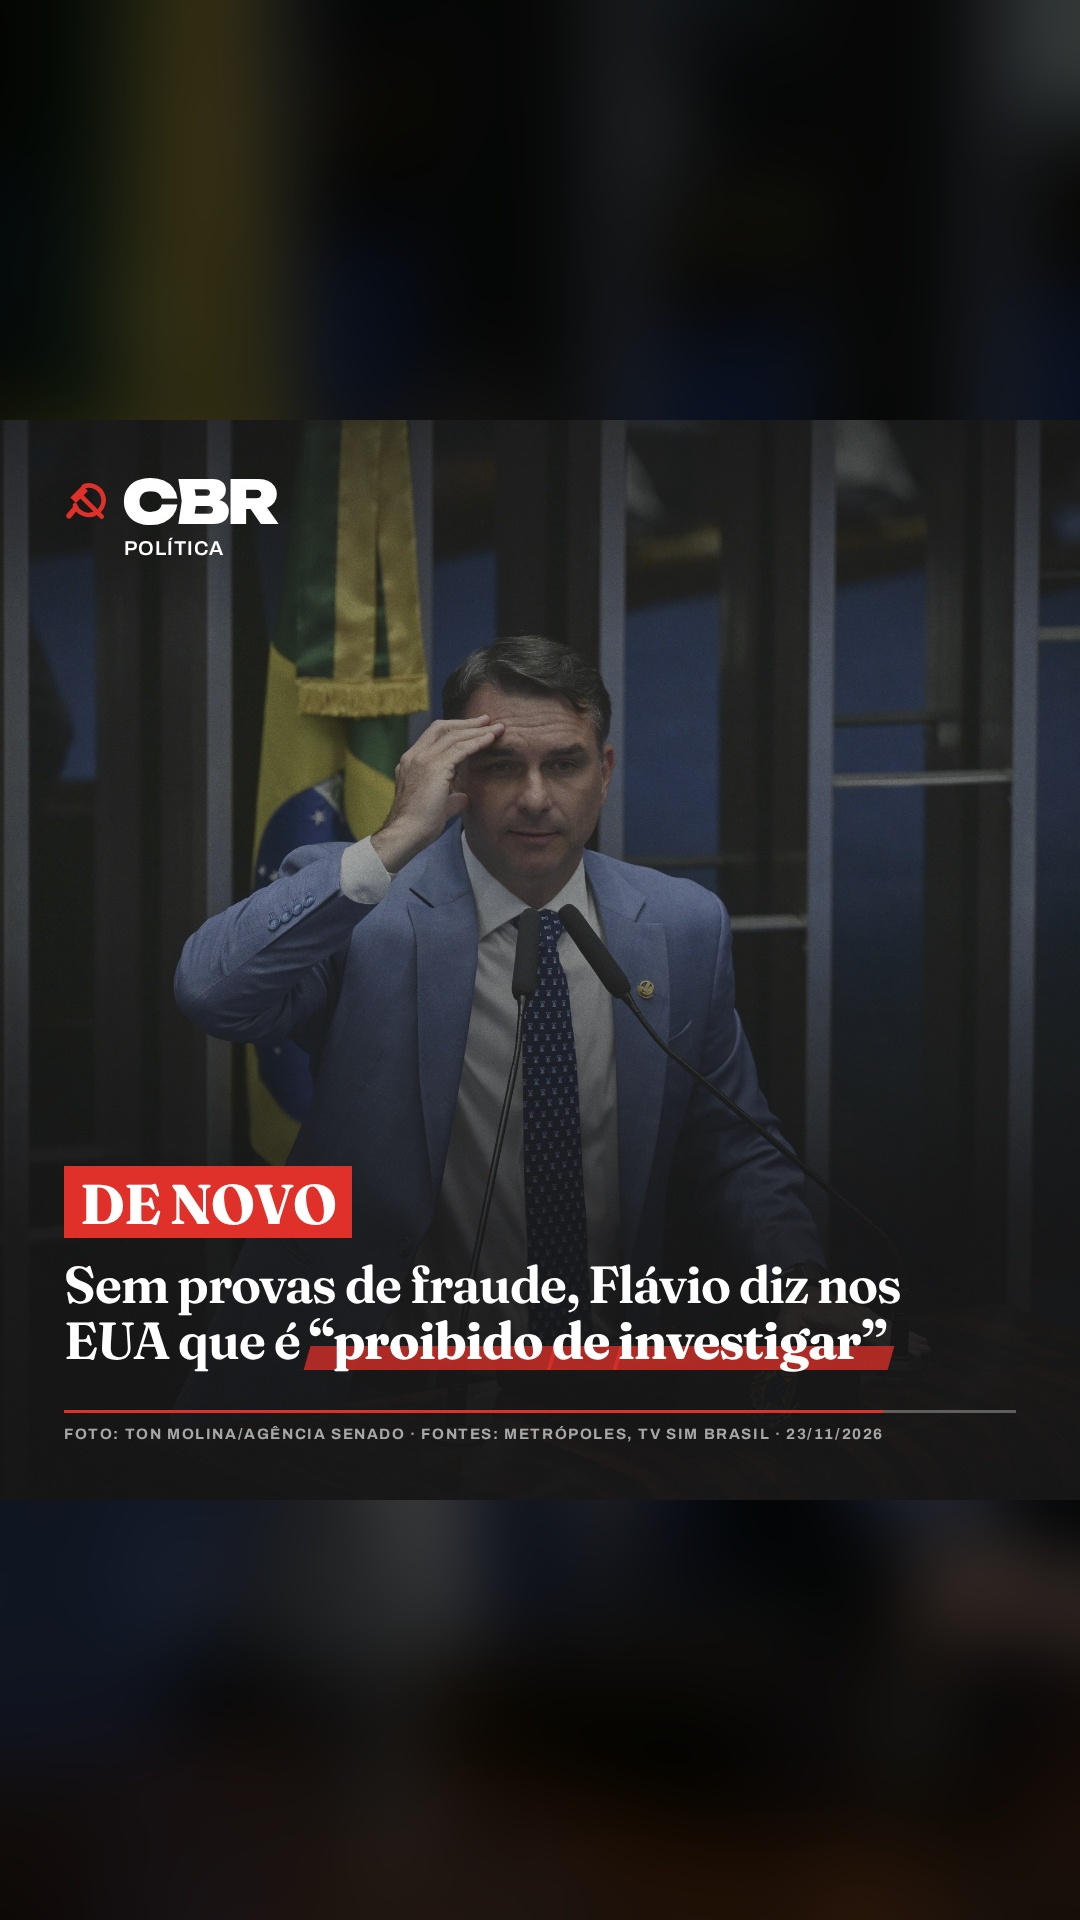 CBR
POLÍTICA
DE NOVO
Sem provas de fraude, Flávio diz nos
EUA que é “proibido de investigar”
FOTO: TON MOLINA/AGÊNCIA SENADO · FONTES: METRÓPOLES, TV SIM BRASIL · 23/11/2026